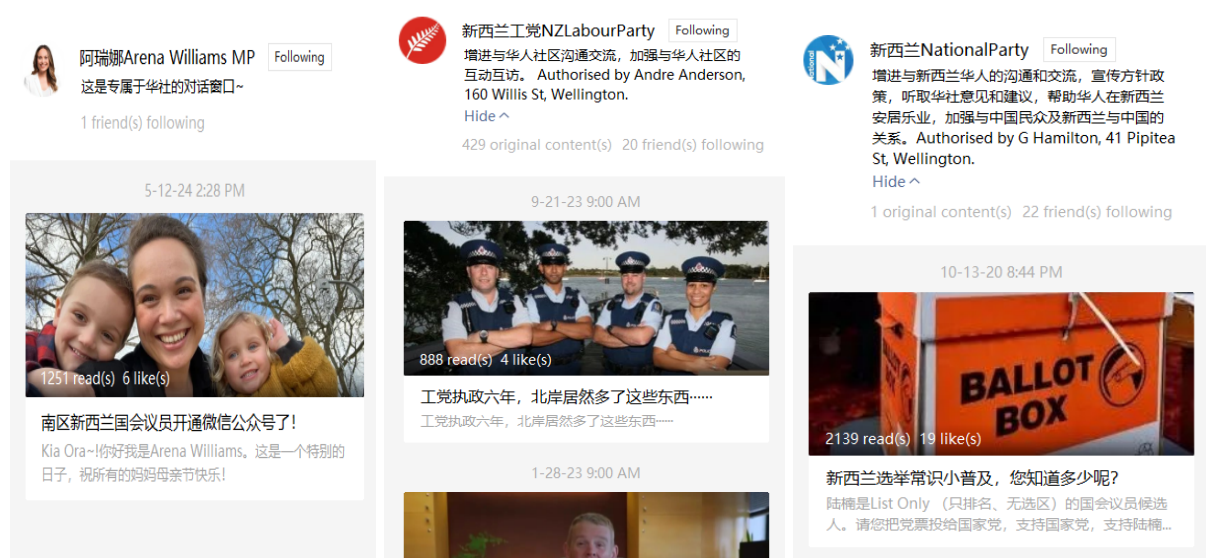 阿瑞娜Arena Williams MP
Following
这是专属于华社的对话窗口~
1 friend(s) following
5-12-24 2:28 PM
1251 read(s) 6 like(s)
南区新西兰国会议员开通微信公众号了！
Kia Ora~!你好我是Arena Williams。这是一个特别的
日子，祝所有的妈妈母亲节快乐！
新西兰工党NZLabourParty
Following
增进与华人社区沟通交流，加强与华人社区的
互动互访。 Authorised by Andre Anderson,
160 Willis St, Wellington.
Hide
429 original content(s) 20 friend(s) following
9-21-23 9:00 AM
888 read(s) 4 like(s)
工党执政六年，北岸居然多了这些东西······
工党执政六年，北岸居然多了这些东西······
1-28-23 9:00 AM
National
N
新西兰NationalParty
Following
增进与新西兰华人的沟通和交流，宣传方针政
策，听取华社意见和建议，帮助华人在新西兰
安居乐业，加强与中国民众及新西兰与中国的
关系。Authorised by G Hamilton, 41 Pipitea
St, Wellington.
Hide
1 original content(s) 22 friend(s) following
10-13-20 8:44 PM
BALLOT
BOX
2139 read(s) 19 like(s)
新西兰选举常识小普及，您知道多少呢？
陆楠是List Only （只排名、无选区）的国会议员候选
人。请您把党票投给国家党，支持国家党，支持陆楠...